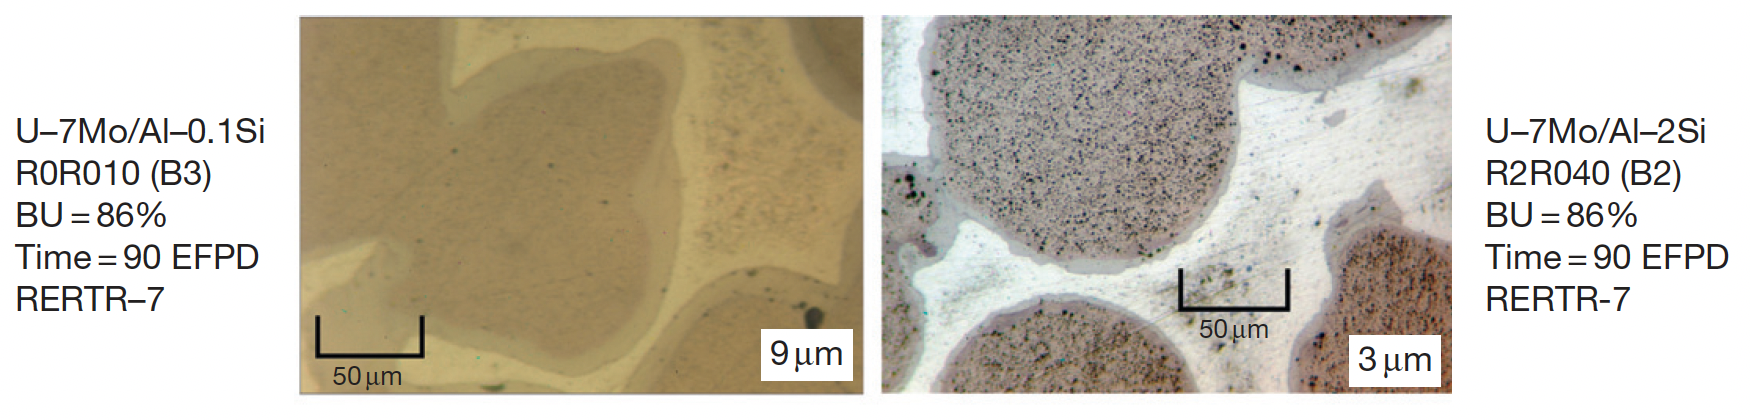 U–7Mo/Al–0.1Si
R0R010 (B3)
BU = 86%
Time = 90 EFPD
RERTR–7
50 μm
9 μm
50 μm
3 μm
U–7Mo/Al–2Si
R2R040 (B2)
BU = 86%
Time = 90 EFPD
RERTR-7